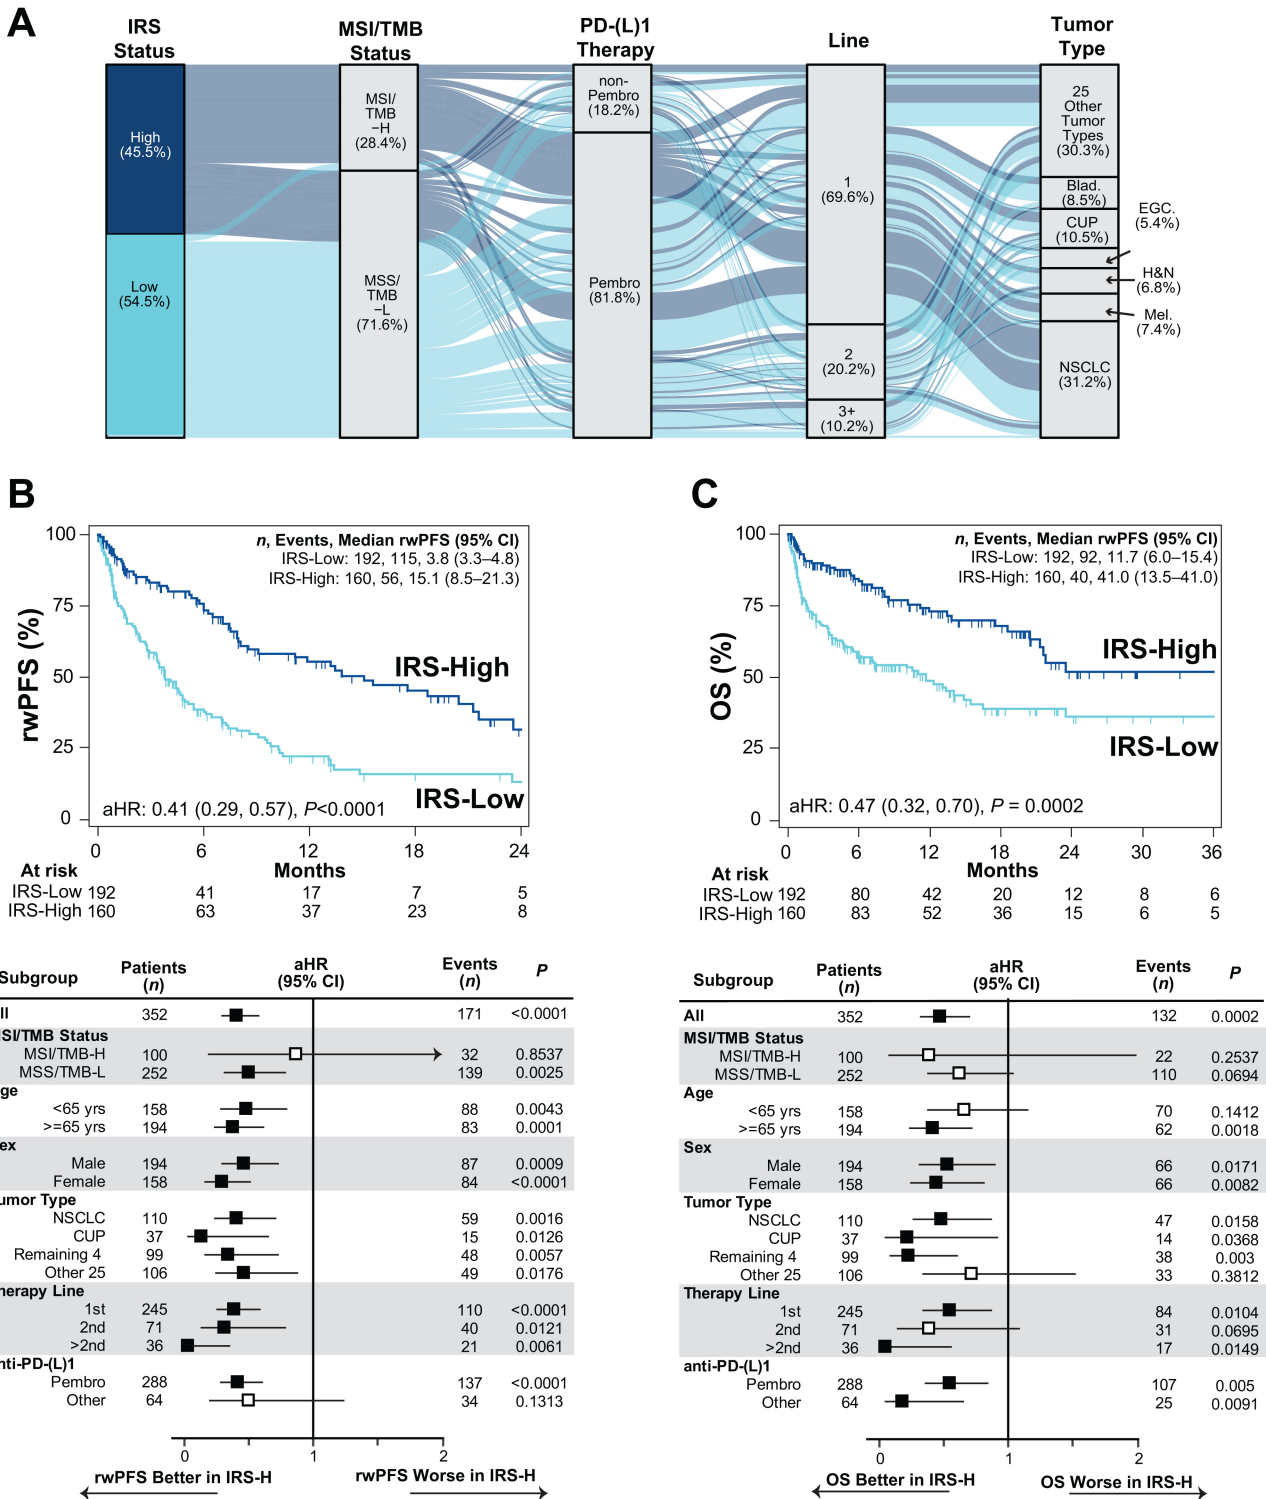 A
IRS
Status
MSI/TMB
Status
PD-(L)1
Therapy
Line
Tumor
Type
High
(45.5%)
Low
(54.5%)
MSI/
TMB
–H
(28.4%)
MSS/
TMB
–L
(71.6%)
non-
Pembro
(18.2%)
Pembro
(81.8%)
1
(69.6%)
2
(20.2%)
3+
(10.2%)
25
Other
Tumor
Types
(30.3%)
Blad.
(8.5%)
CUP
(10.5%)
EGC.
(5.4%)
H&N
(6.8%)
Mel.
(7.4%)
NSCLC
(31.2%)
B
rwPFS (%)
100
75
50
25
0
n, Events, Median rwPFS (95% CI)
IRS-Low: 192, 115, 3.8 (3.3–4.8)
IRS-High: 160, 56, 15.1 (8.5–21.3)
IRS-High
IRS-Low
aHR: 0.41 (0.29, 0.57), P<0.0001
0 6 12 18 24
At risk Months
IRS-Low 192 41 17 7 5
IRS-High 160 63 37 23 8
C
OS (%)
100
75
50
25
0
n, Events, Median rwPFS (95% CI)
IRS-Low: 192, 92, 11.7 (6.0–15.4)
IRS-High: 160, 40, 41.0 (13.5–41.0)
IRS-High
IRS-Low
aHR: 0.47 (0.32, 0.70), P = 0.0002
0 6 12 18 24 30 36
At risk Months
IRS-Low 192 80 42 20 12 8 6
IRS-High 160 83 52 36 15 6 5
Subgroup Patients (n) aHR (95% CI) Events (n) P
ll 352 171 <0.0001
SI/TMB Status
MSI/TMB-H 100 32 0.8537
MSS/TMB-L 252 139 0.0025
ge
<65 yrs 158 88 0.0043
>=65 yrs 194 83 0.0001
ex
Male 194 87 0.0009
Female 158 84 <0.0001
umor Type
NSCLC 110 59 0.0016
CUP 37 15 0.0126
Remaining 4 99 48 0.0057
Other 25 106 49 0.0176
herapy Line
1st 245 110 <0.0001
2nd 71 40 0.0121
>2nd 36 21 0.0061
nti-PD-(L)1
Pembro 288 137 <0.0001
Other 64 34 0.1313
0 1 2
rwPFS Better in IRS-H rwPFS Worse in IRS-H
Subgroup Patients (n) aHR (95% CI) Events (n) P
All 352 132 0.0002
MSI/TMB Status
MSI/TMB-H 100 22 0.2537
MSS/TMB-L 252 110 0.0694
Age
<65 yrs 158 70 0.1412
>=65 yrs 194 62 0.0018
Sex
Male 194 66 0.0171
Female 158 66 0.0082
Tumor Type
NSCLC 110 47 0.0158
CUP 37 14 0.0368
Remaining 4 99 38 0.003
Other 25 106 33 0.3812
Therapy Line
1st 245 84 0.0104
2nd 71 31 0.0695
>2nd 36 17 0.0149
anti-PD-(L)1
Pembro 288 107 0.005
Other 64 25 0.0091
0 1 2
OS Better in IRS-H OS Worse in IRS-H